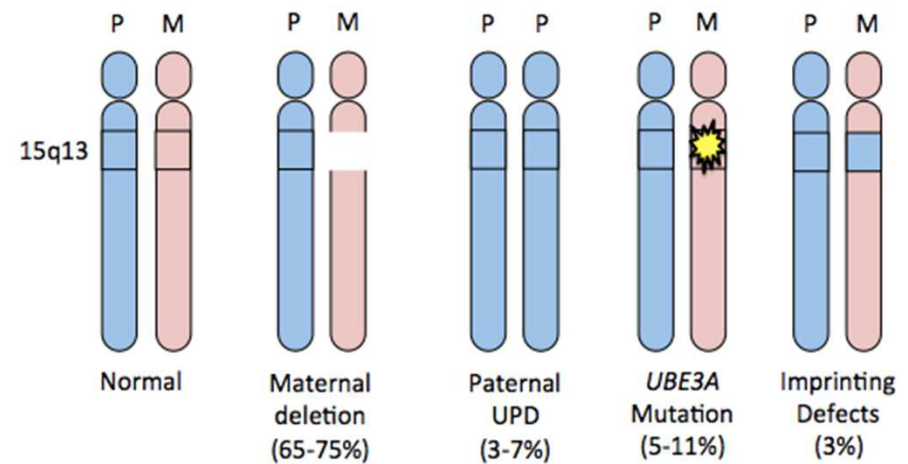 P M P M P P P M P M
15q13
Normal
Maternal
deletion
(65-75%)
Paternal
UPD
(3-7%)
UBE3A
Mutation
(5-11%)
Imprinting
Defects
(3%)